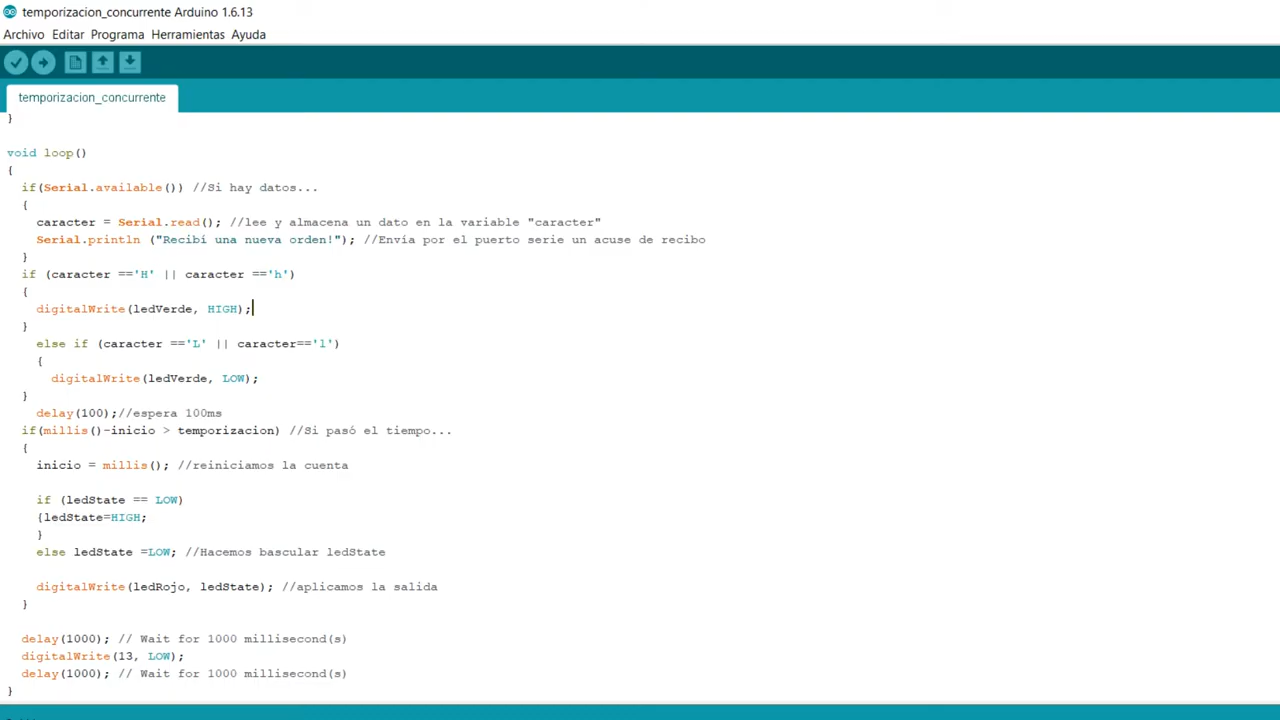 temporizacion_concurrente Arduino 1.6.13
Archivo Editar Programa Herramientas Ayuda
temporizacion_concurrente
}
void loop()
{
if(Serial.available()) //Si hay datos...
{
caracter = Serial.read(); //lee y almacena un dato en la variable "caracter"
Serial.println ("Recibí una nueva orden!"); //Envía por el puerto serie un acuse de recibo
}
if (caracter =='H' || caracter =='h')
{
digitalWrite(ledVerde, HIGH);
}
else if (caracter =='L' || caracter=='l')
{
digitalWrite(ledVerde, LOW);
}
delay(100);//espera 100ms
if(millis()-inicio > temporizacion) //Si pasó el tiempo...
{
inicio = millis(); //reiniciamos la cuenta
if (ledState == LOW)
{ledState=HIGH;
}
else ledState =LOW; //Hacemos bascular ledState
digitalWrite(ledRojo, ledState); //aplicamos la salida
}
delay(1000); // Wait for 1000 millisecond(s)
digitalWrite(13, LOW);
delay(1000); // Wait for 1000 millisecond(s)
}